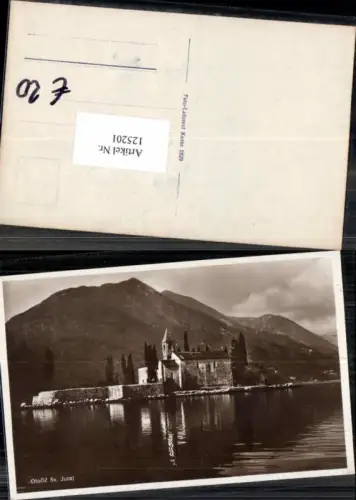 € 20
Artikel Nr.
125201
Otočić Sv. Juraj